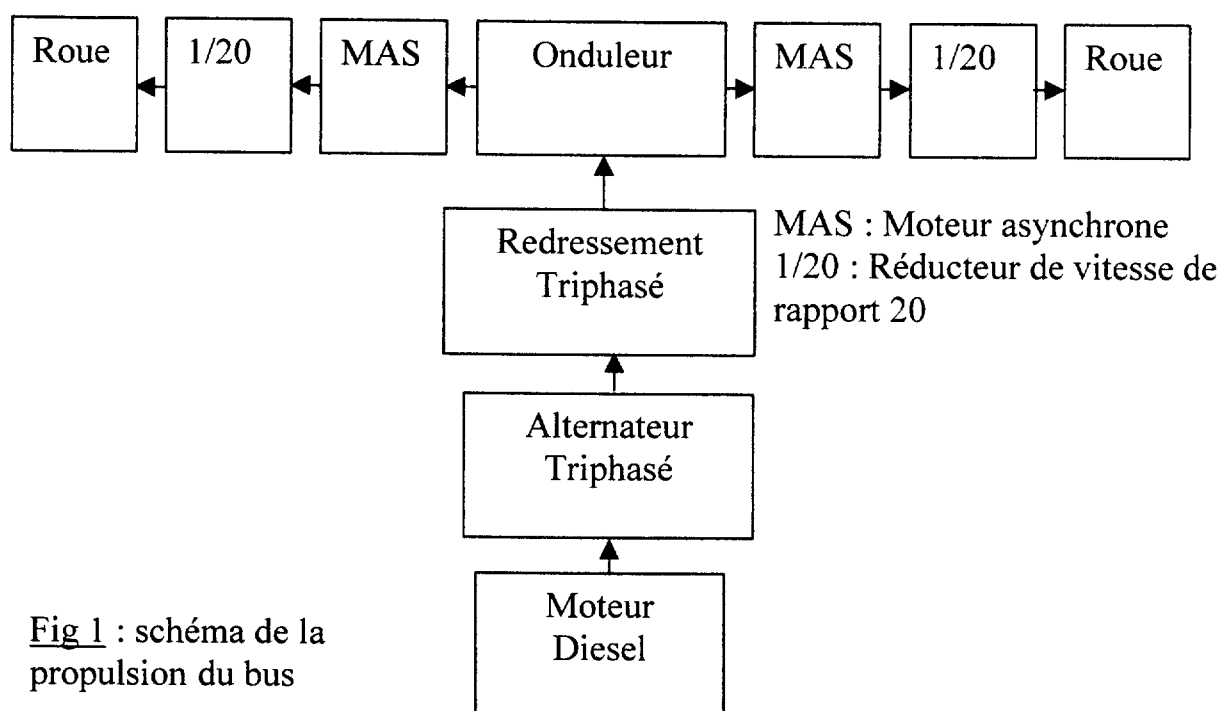 Roue
1/20
MAS
Onduleur
MAS
1/20
Roue
Redressement
Triphasé
MAS : Moteur asynchrone
1/20 : Réducteur de vitesse de
rapport 20
Alternateur
Triphasé
Moteur
Diesel
Fig 1 : schéma de la
propulsion du bus